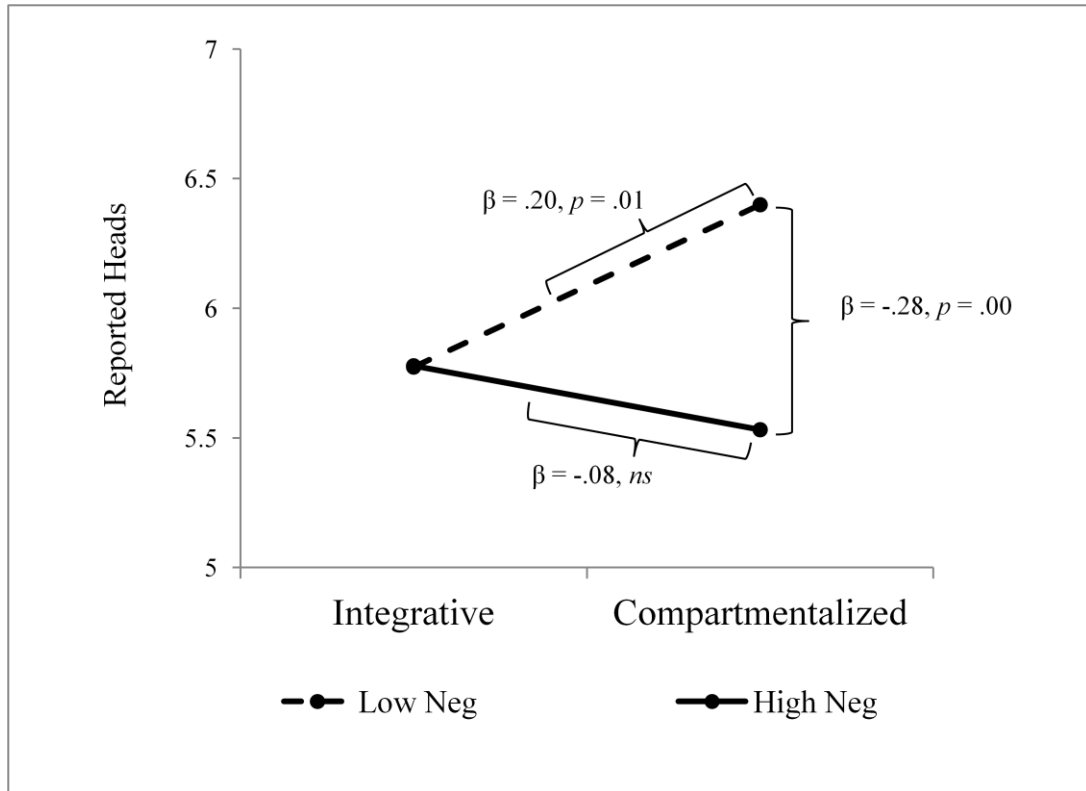 7
6.5
6
5.5
5
Reported Heads
β = .20, p = .01
β = -.28, p = .00
β = -.08, ns
Integrative
Compartmentalized
Low Neg
High Neg